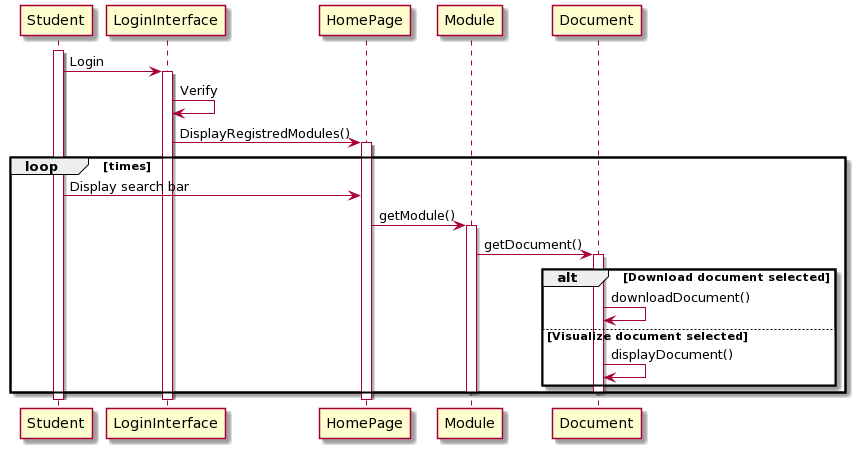 Student LoginInterface HomePage Module Document
Login
Verify
DisplayRegistredModules()
loop [times]
Display search bar
getModule()
getDocument()
alt [Download document selected]
downloadDocument()
[Visualize document selected]
displayDocument()
Student LoginInterface HomePage Module Document